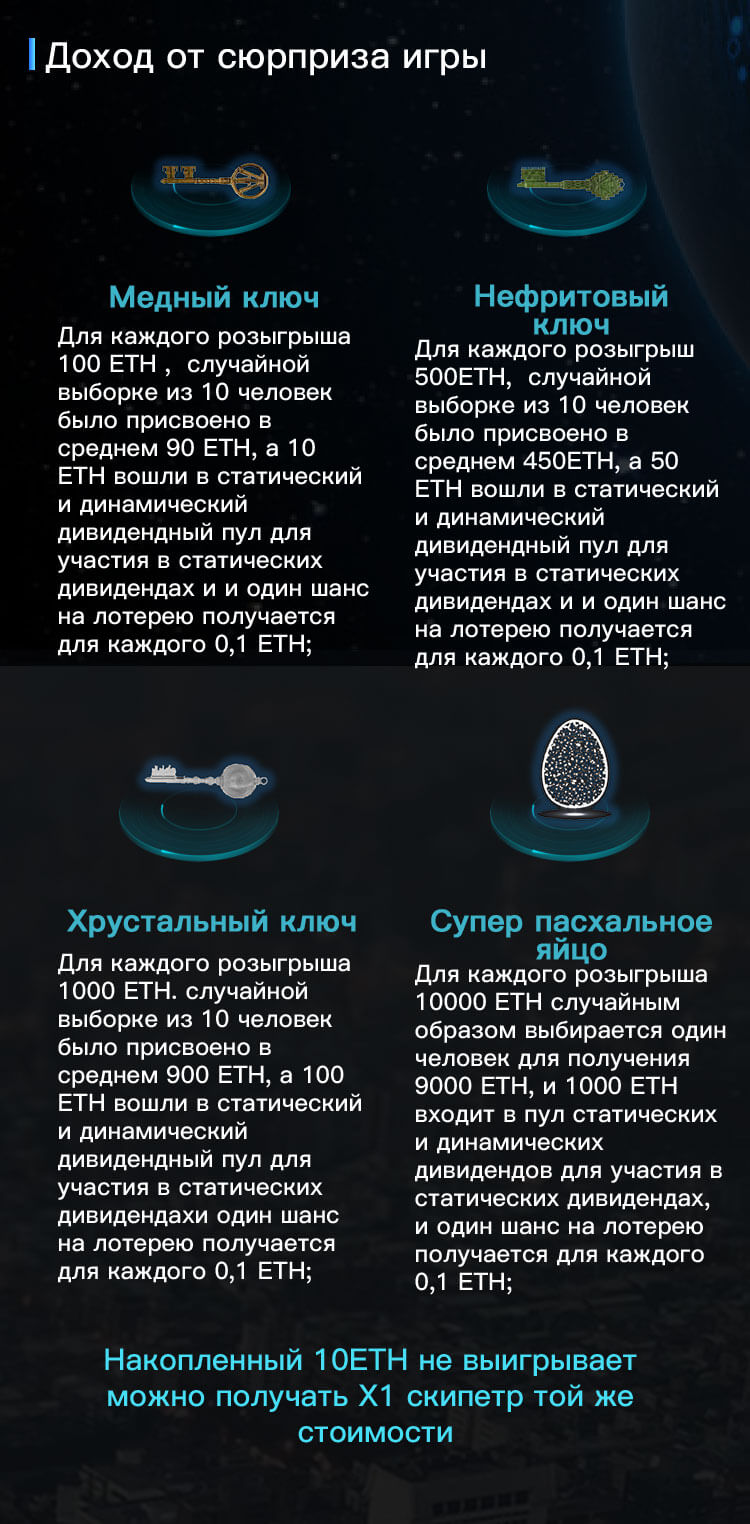 Доход от сюрприза игры
Медный ключ
Для каждого розыгрыша
100 ETH , случайной
выборке из 10 человек
было присвоено в
среднем 90 ETH, а 10
ETH вошли в статический
и динамический
дивидендный пул для
участия в статических
дивидендах и и один шанс
на лотерею получается
для каждого 0,1 ETH;
Нефритовый
ключ
Для каждого розыгрыш
500ETH, случайной
выборке из 10 человек
было присвоено в
среднем 450ETH, а 50
ETH вошли в статический
и динамический
дивидендный пул для
участия в статических
дивидендах и и один шанс
на лотерею получается
для каждого 0,1 ETH;
Хрустальный ключ
Для каждого розыгрыша
1000 ETH. случайной
выборке из 10 человек
было присвоено в
среднем 900 ETH, а 100
ETH вошли в статический
и динамический
дивидендный пул для
участия в статических
дивидендахи один шанс
на лотерею получается
для каждого 0,1 ETH;
Супер пасхальное
яйцо
Для каждого розыгрыша
10000 ETH случайным
образом выбирается один
человек для получения
9000 ETH, и 1000 ETH
входит в пул статических
и динамических
дивидендов для участия в
статических дивидендах,
и один шанс на лотерею
получается для каждого
0,1 ETH;
Накопленный 10ETH не выигрывает
можно получать X1 скипетр той же
стоимости